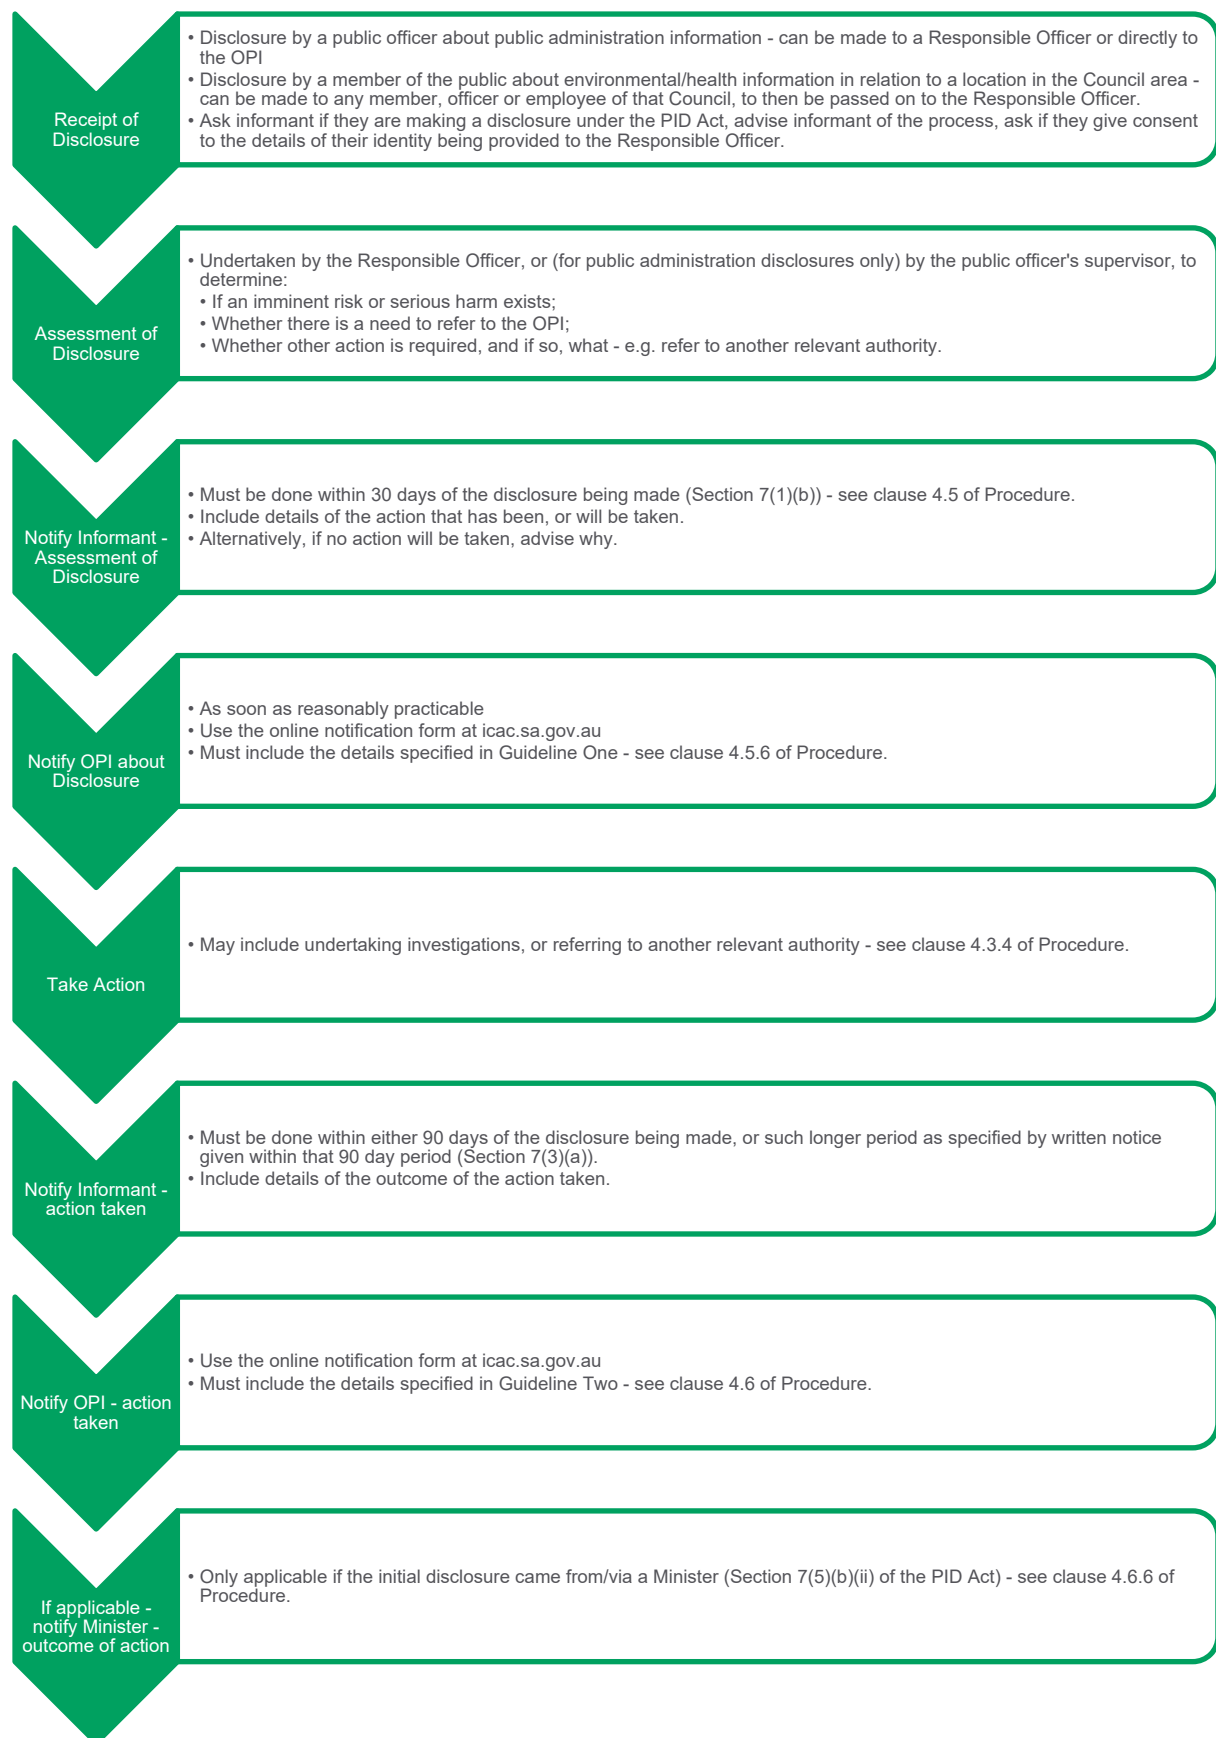 Receipt of
Disclosure
• Disclosure by a public officer about public administration information - can be made to a Responsible Officer or directly to
the OPI
• Disclosure by a member of the public about environmental/health information in relation to a location in the Council area -
can be made to any member, officer or employee of that Council, to then be passed on to the Responsible Officer.
• Ask informant if they are making a disclosure under the PID Act, advise informant of the process, ask if they give consent
to the details of their identity being provided to the Responsible Officer.
Assessment of
Disclosure
• Undertaken by the Responsible Officer, or (for public administration disclosures only) by the public officer's supervisor, to
determine:
• If an imminent risk or serious harm exists;
• Whether there is a need to refer to the OPI;
• Whether other action is required, and if so, what - e.g. refer to another relevant authority.
Notify Informant -
Assessment of
Disclosure
• Must be done within 30 days of the disclosure being made (Section 7(1)(b)) - see clause 4.5 of Procedure.
• Include details of the action that has been, or will be taken.
• Alternatively, if no action will be taken, advise why.
Notify OPI about
Disclosure
• As soon as reasonably practicable
• Use the online notification form at icac.sa.gov.au
• Must include the details specified in Guideline One - see clause 4.5.6 of Procedure.
Take Action
• May include undertaking investigations, or referring to another relevant authority - see clause 4.3.4 of Procedure.
Notify Informant -
action taken
• Must be done within either 90 days of the disclosure being made, or such longer period as specified by written notice
given within that 90 day period (Section 7(3)(a)).
• Include details of the outcome of the action taken.
Notify OPI - action
taken
• Use the online notification form at icac.sa.gov.au
• Must include the details specified in Guideline Two - see clause 4.6 of Procedure.
If applicable -
notify Minister -
outcome of action
• Only applicable if the initial disclosure came from/via a Minister (Section 7(5)(b)(ii) of the PID Act) - see clause 4.6.6 of
Procedure.